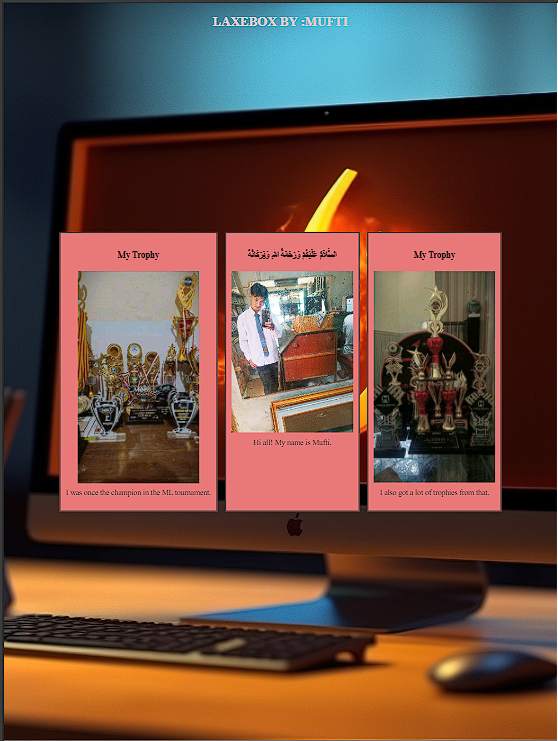 LAXEBOX BY :MUFTI
My Trophy
I was once the champion in the ML tournament.
السَّلاَمُ عَلَيْكُمْ وَرَحْمَةُ اللهِ وَبَرَكَاتُهُ
Hi all! My name is Mufti.
My Trophy
I also got a lot of trophies from that.